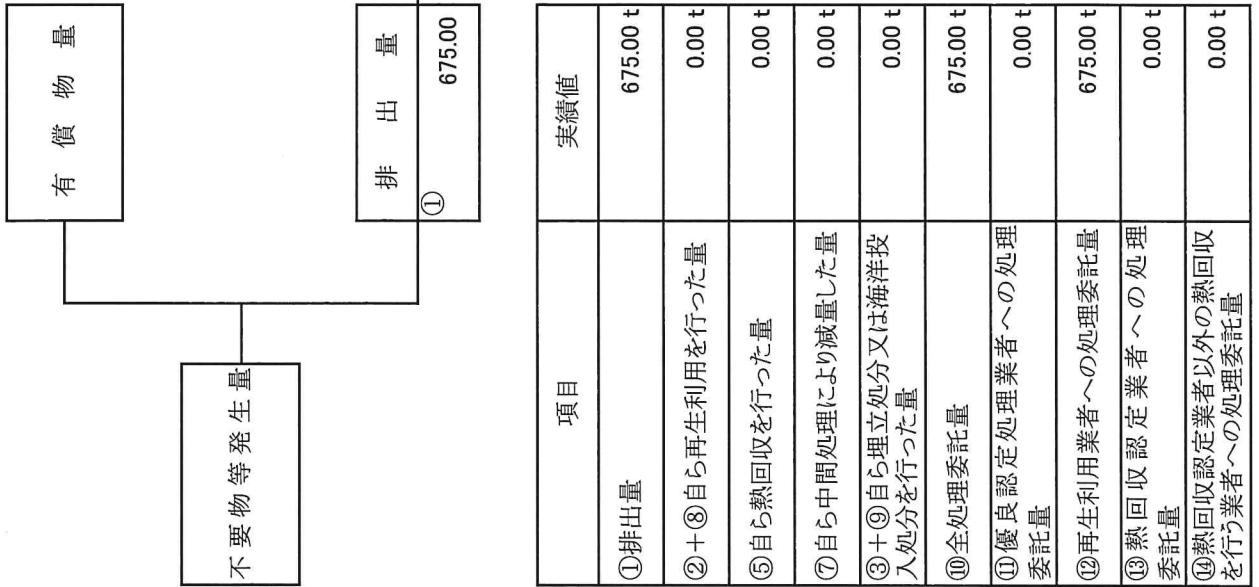 有償物量
不要物等発生量
排出量
① 675.00
項目 実績値
①排出量 675.00 t
②+⑧自ら再生利用を行った量 0.00 t
⑤自ら熱回収を行った量 0.00 t
⑦自ら中間処理により減量した量 0.00 t
③+⑨自ら埋立処分又は海洋投
入処分を行った量 0.00 t
⑩全処理委託量 675.00 t
⑪優良認定処理業者への処理
委託量 0.00 t
⑫再生利用業者への処理委託量 675.00 t
⑬熱回収認定業者への処理
委託量 0.00 t
⑭熱回収認定業者以外の熱回収
を行う業者への処理委託量 0.00 t